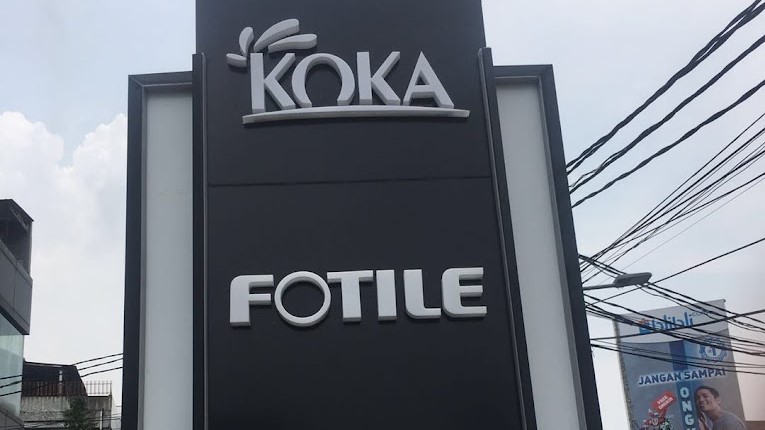 KOKA
FOTILE
blibli
JANGAN SAMPAI